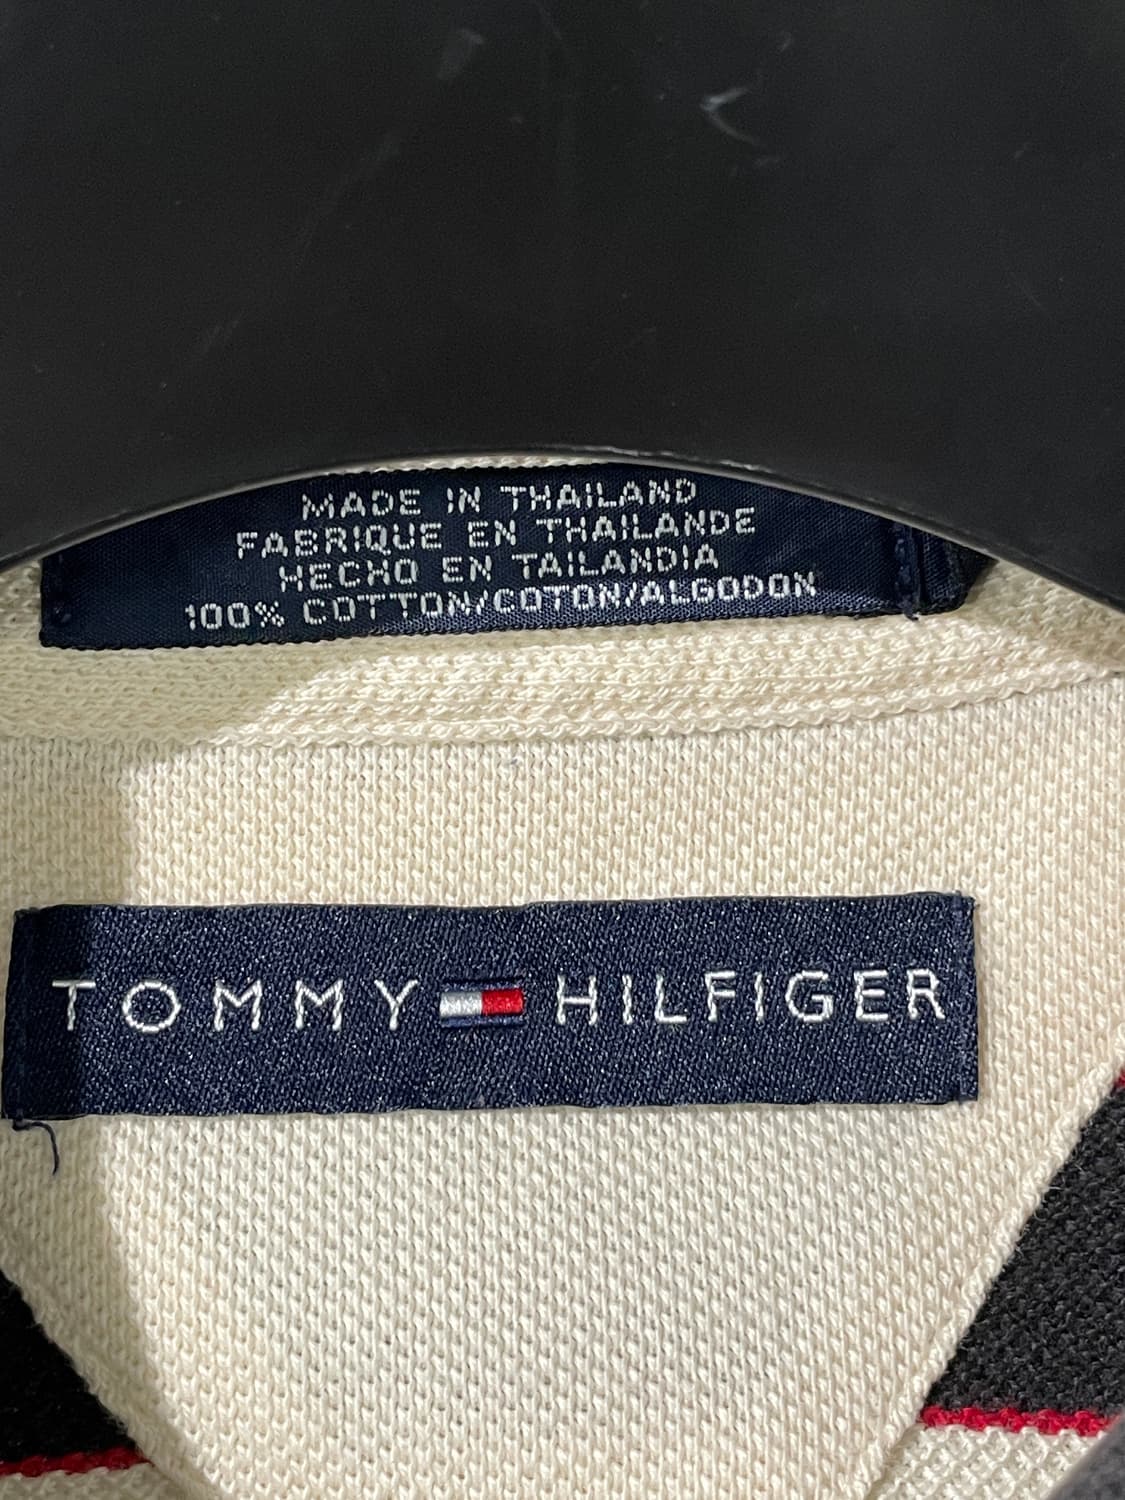 MADE IN THAILAND
FABRIQUE EN THAILANDE
HECHO EN TAILANDIA
100% COTTON/COTON/ALGODON
TOMMY HILFIGER